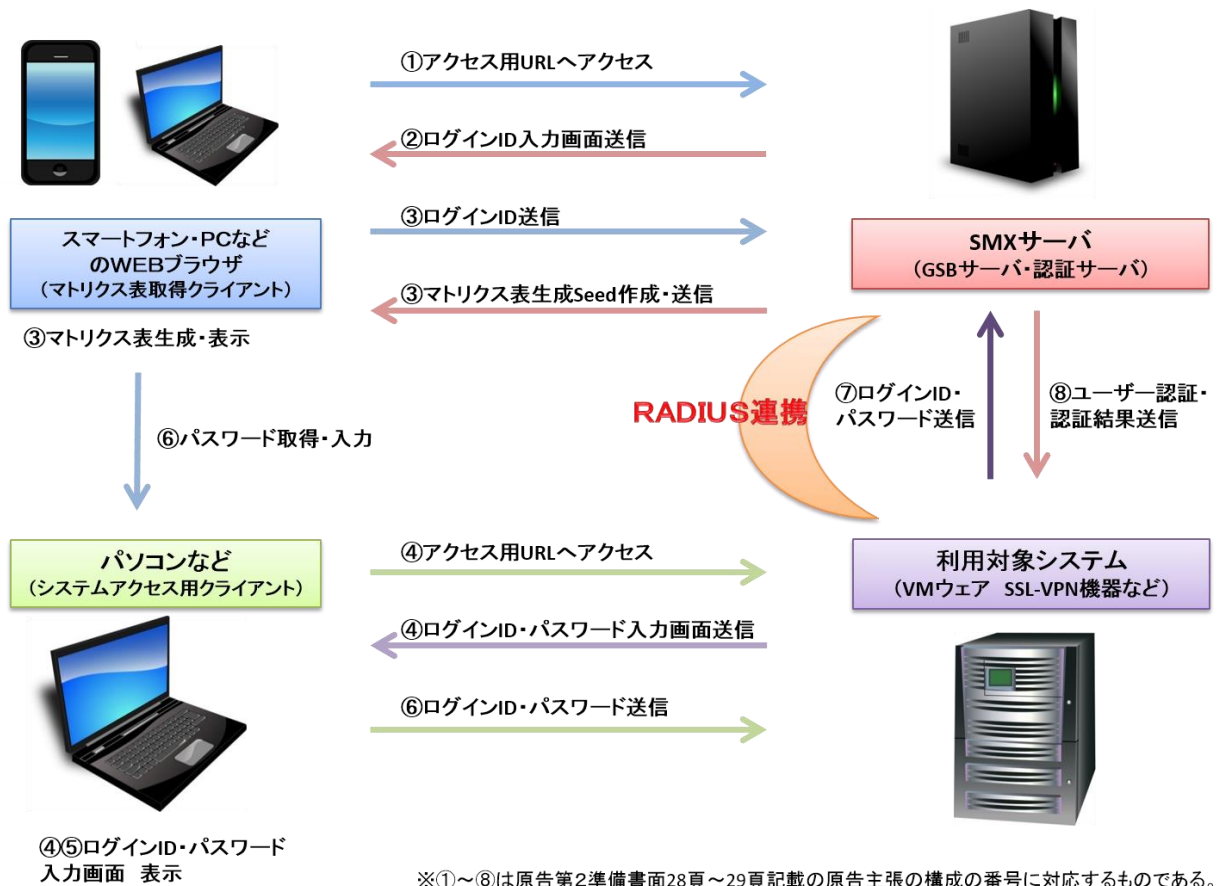 ①アクセス用URLへアクセス
②ログインID入力画面送信
③ログインID送信
スマートフォン・PCなど
のWEBブラウザ
（マトリクス表取得クライアント）
SMXサーバ
（GSBサーバ・認証サーバ）
③マトリクス表生成Seed作成・送信
③マトリクス表生成・表示
RADIUS連携
⑦ログインID・
パスワード送信
⑧ユーザー認証・
認証結果送信
⑥パスワード取得・入力
パソコンなど
（システムアクセス用クライアント）
④アクセス用URLへアクセス
利用対象システム
（VMウェア　SSL-VPN機器など）
④ログインID・パスワード入力画面送信
⑥ログインID・パスワード送信
④⑤ログインID・パスワード
入力画面　表示
※①～⑧は原告第２準備書面28頁～29頁記載の原告主張の構成の番号に対応するものである。